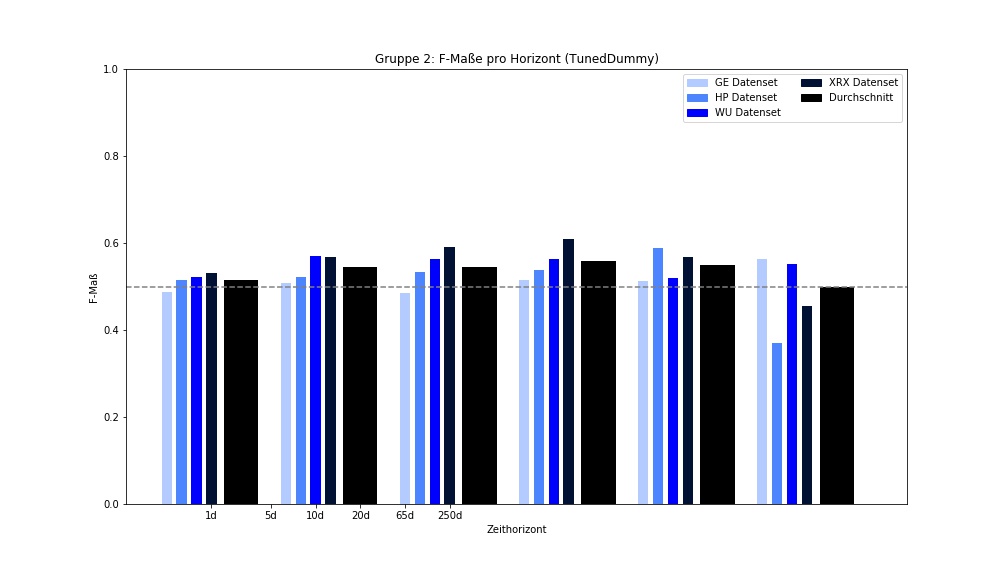 Gruppe 2: F-Maße pro Horizont (TunedDummy)
GE Datenset
HP Datenset
WU Datenset
XRX Datenset
Durchschnitt
1.0
0.8
0.6
0.4
0.2
0.0
F-Maß
1d 5d 10d 20d 65d 250d
Zeithorizont